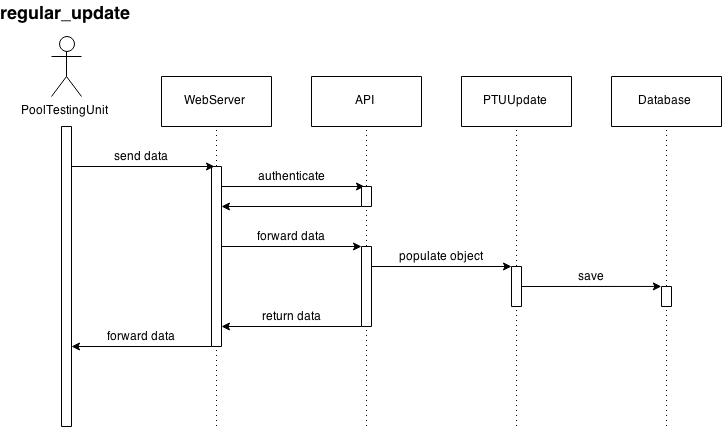 regular_update
PoolTestingUnit
WebServer
API
PTUUpdate
Database
send data
authenticate
forward data
populate object
save
return data
forward data